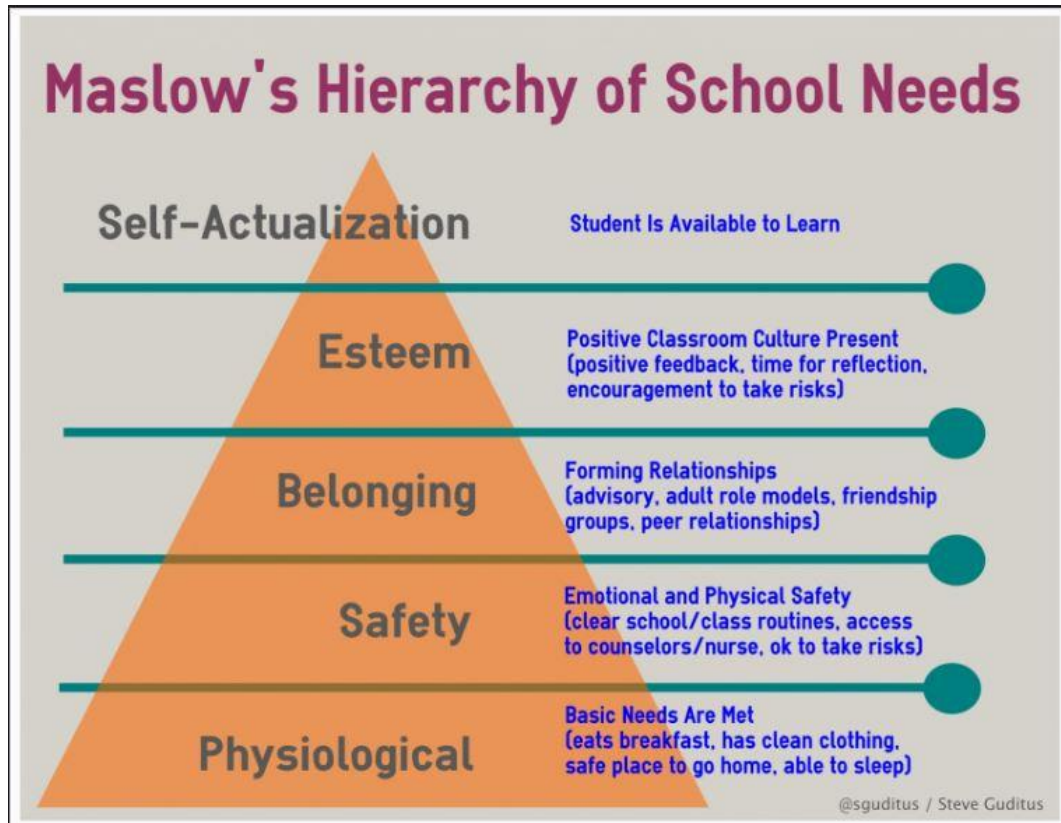 Maslow's Hierarchy of School Needs
Self-Actualization
Student Is Available to Learn
Esteem
Positive Classroom Culture Present
(positive feedback, time for reflection,
encouragement to take risks)
Belonging
Forming Relationships
(advisory, adult role models, friendship
groups, peer relationships)
Safety
Emotional and Physical Safety
(clear school/class routines, access
to counselors/nurse, ok to take risks)
Physiological
Basic Needs Are Met
(eats breakfast, has clean clothing,
safe place to go home, able to sleep)
@sguditus / Steve Guditus